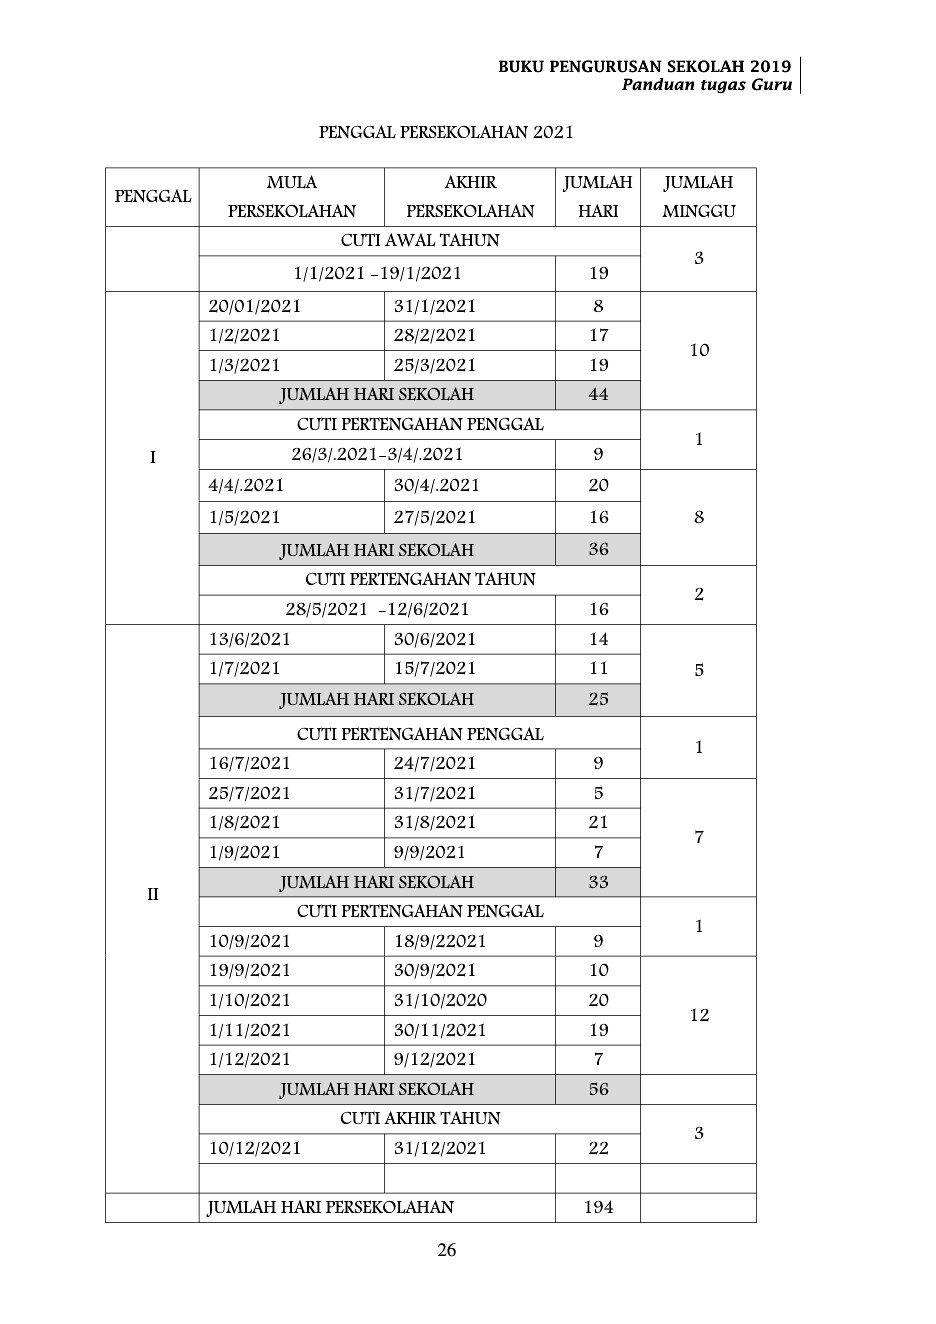 BUKU PENGURUSAN SEKOLAH 2019
Panduan tugas Guru
PENGGAL PERSEKOLAHAN 2021
PENGGAL MULA PERSEKOLAHAN AKHIR PERSEKOLAHAN JUMLAH HARI JUMLAH MINGGU
CUTI AWAL TAHUN 3
1/1/2021 -19/1/2021 19
I
20/01/2021 31/1/2021 8 10
1/2/2021 28/2/2021 17
1/3/2021 25/3/2021 19
JUMLAH HARI SEKOLAH 44
CUTI PERTENGAHAN PENGGAL 1
26/3/.2021-3/4/.2021 9
4/4/.2021 30/4/.2021 20 8
1/5/2021 27/5/2021 16
JUMLAH HARI SEKOLAH 36
CUTI PERTENGAHAN TAHUN 2
28/5/2021 -12/6/2021 16
II
13/6/2021 30/6/2021 14 5
1/7/2021 15/7/2021 11
JUMLAH HARI SEKOLAH 25
CUTI PERTENGAHAN PENGGAL 1
16/7/2021 24/7/2021 9
25/7/2021 31/7/2021 5 7
1/8/2021 31/8/2021 21
1/9/2021 9/9/2021 7
JUMLAH HARI SEKOLAH 33
CUTI PERTENGAHAN PENGGAL 1
10/9/2021 18/9/22021 9
19/9/2021 30/9/2021 10 12
1/10/2021 31/10/2020 20
1/11/2021 30/11/2021 19
1/12/2021 9/12/2021 7
JUMLAH HARI SEKOLAH 56
CUTI AKHIR TAHUN 3
10/12/2021 31/12/2021 22
JUMLAH HARI PERSEKOLAHAN 194
26